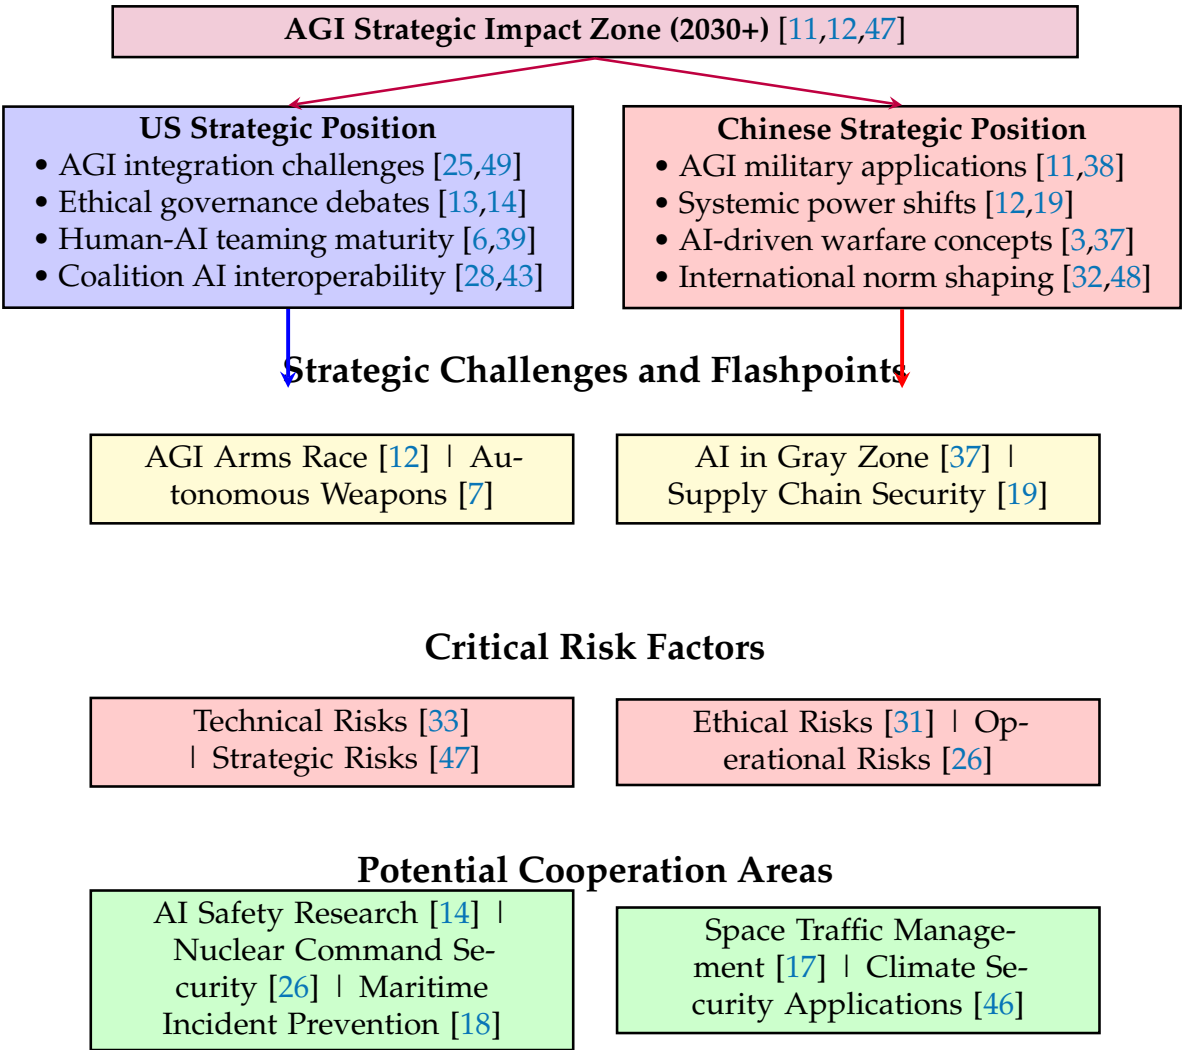 AGI Strategic Impact Zone (2030+) [11,12,47]
US Strategic Position
• AGI integration challenges [25,49]
• Ethical governance debates [13,14]
• Human-AI teaming maturity [6,39]
• Coalition AI interoperability [28,43]
Chinese Strategic Position
• AGI military applications [11,38]
• Systemic power shifts [12,19]
• AI-driven warfare concepts [3,37]
• International norm shaping [32,48]
Strategic Challenges and Flashpoints
AGI Arms Race [12] | Au-
tonomous Weapons [7]
AI in Gray Zone [37] |
Supply Chain Security [19]
Critical Risk Factors
Technical Risks [33]
| Strategic Risks [47]
Ethical Risks [31] | Op-
erational Risks [26]
Potential Cooperation Areas
AI Safety Research [14] |
Nuclear Command Se-
curity [26] | Maritime
Incident Prevention [18]
Space Traffic Manage-
ment [17] | Climate Se-
curity Applications [46]